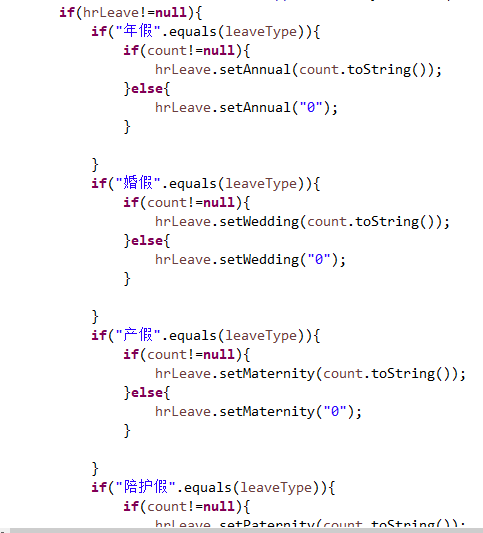 if(hrLeave!=null){
if("年假".equals(leaveType)){
if(count!=null){
hrLeave.setAnnual(count.toString());
}else{
hrLeave.setAnnual("0");
}
}
if("婚假".equals(leaveType)){
if(count!=null){
hrLeave.setWedding(count.toString());
}else{
hrLeave.setWedding("0");
}
}
if("产假".equals(leaveType)){
if(count!=null){
hrLeave.setMaternity(count.toString());
}else{
hrLeave.setMaternity("0");
}
}
if("陪护假".equals(leaveType)){
if(count!=null){
hrLeave.setPaternity(count.toString());